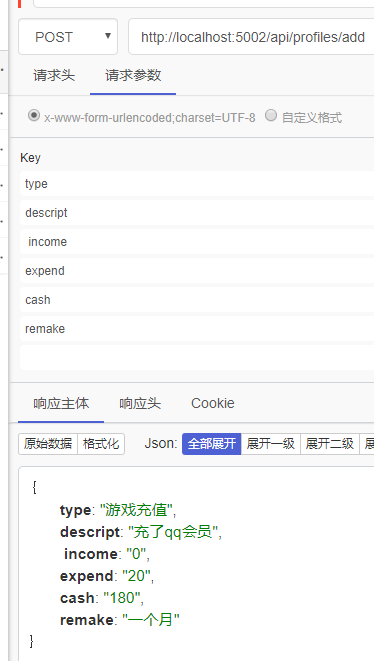 POST http://localhost:5002/api/profiles/add
请求头 请求参数
x-www-form-urlencoded;charset=UTF-8 自定义格式
Key
type
descript
income
expend
cash
remake
响应主体 响应头 Cookie
原始数据 格式化 Json: 全部展开 展开一级 展开二级
{
type: "游戏充值",
descript: "充了qq会员",
income: "0",
expend: "20",
cash: "180",
remake: "一个月"
}